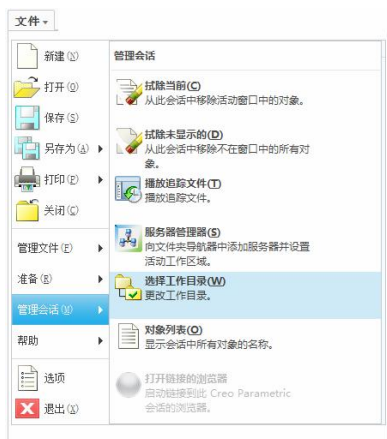 文件
新建(N)
打开(O)
保存(S)
另存为(A)
打印(P)
关闭(C)
管理文件(F)
准备(R)
管理会话(M)
帮助
选项
退出(X)
管理会话
拭除当前(C)
从此会话中移除活动窗口中的对象。
拭除未显示的(D)
从此会话中移除不在窗口中的所有对
象。
播放追踪文件(T)
播放追踪文件。
服务器管理器(S)
向文件夹导航器中添加服务器并设置
活动工作区域。
选择工作目录(W)
更改工作目录。
对象列表(O)
显示会话中所有对象的名称。
打开链接的浏览器
启动链接到此 Creo Parametric
会话的浏览器。